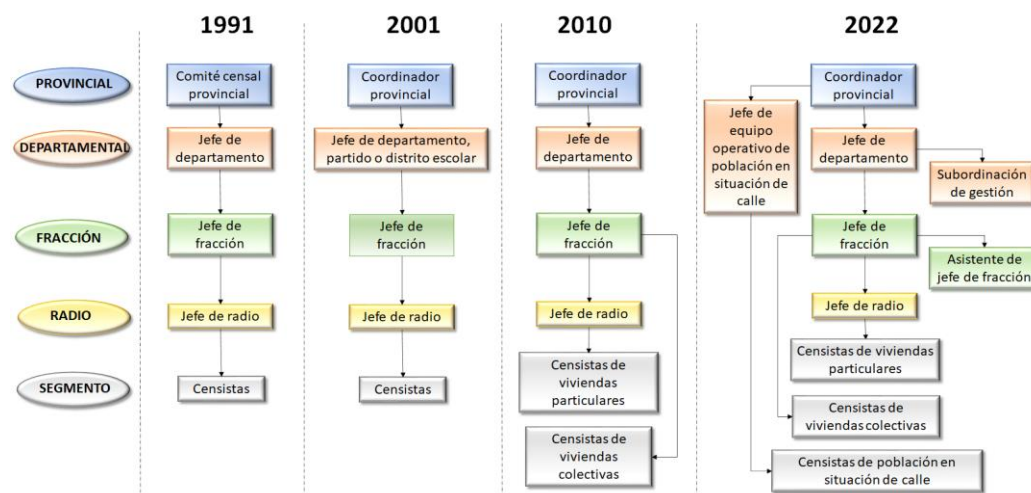 1991
2001
2010
2022
PROVINCIAL
DEPARTAMENTAL
FRACCIÓN
RADIO
SEGMENTO
Comité censal
provincial
Jefe de
departamento
Jefe de
fracción
Jefe de radio
Censistas
Coordinador
provincial
Jefe de departamento,
partido o distrito escolar
Jefe de
fracción
Jefe de radio
Censistas
Coordinador
provincial
Jefe de
departamento
Jefe de
fracción
Jefe de radio
Censistas de
viviendas
particulares
Censistas de
viviendas
colectivas
Coordinador
provincial
Jefe de
equipo
operativo de
población en
situación de
calle
Jefe de
departamento
Subordinación
de gestión
Jefe de
fracción
Asistente de
jefe de fracción
Jefe de radio
Censistas de viviendas
particulares
Censistas de
viviendas colectivas
Censistas de población en
situación de calle